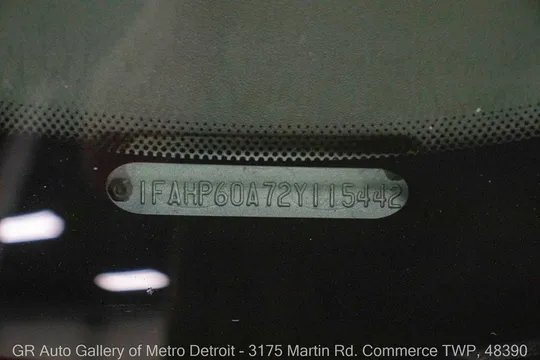 1FAHP60A72Y115442
GR Auto Gallery of Metro Detroit - 3175 Martin Rd. Commerce TWP, 48390